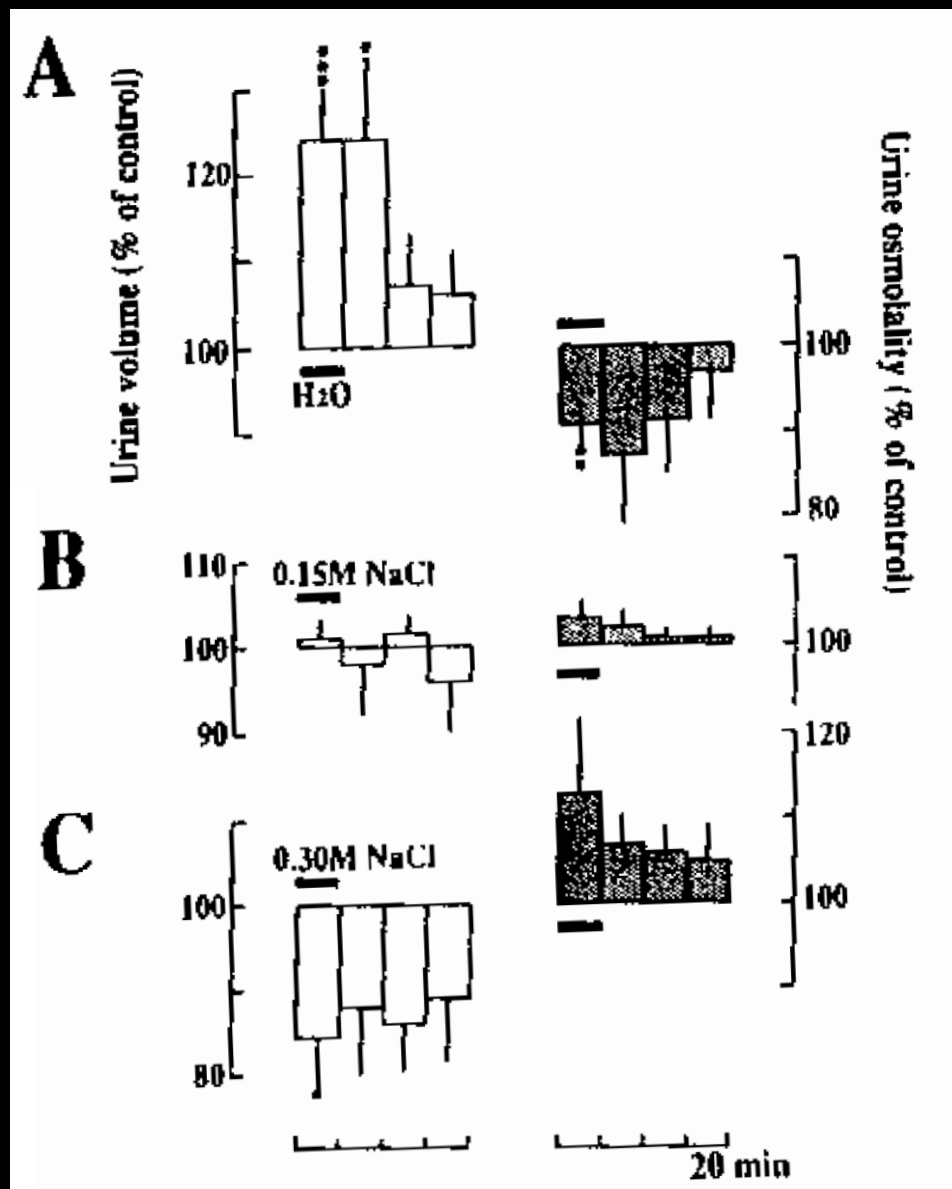 A
Urine volume (% of control)
120
100
H₂O
Urine osmolality (% of control)
100
80
B
110
100
90
0.15M NaCl
100
C
0.30M NaCl
100
80
120
100
20 min